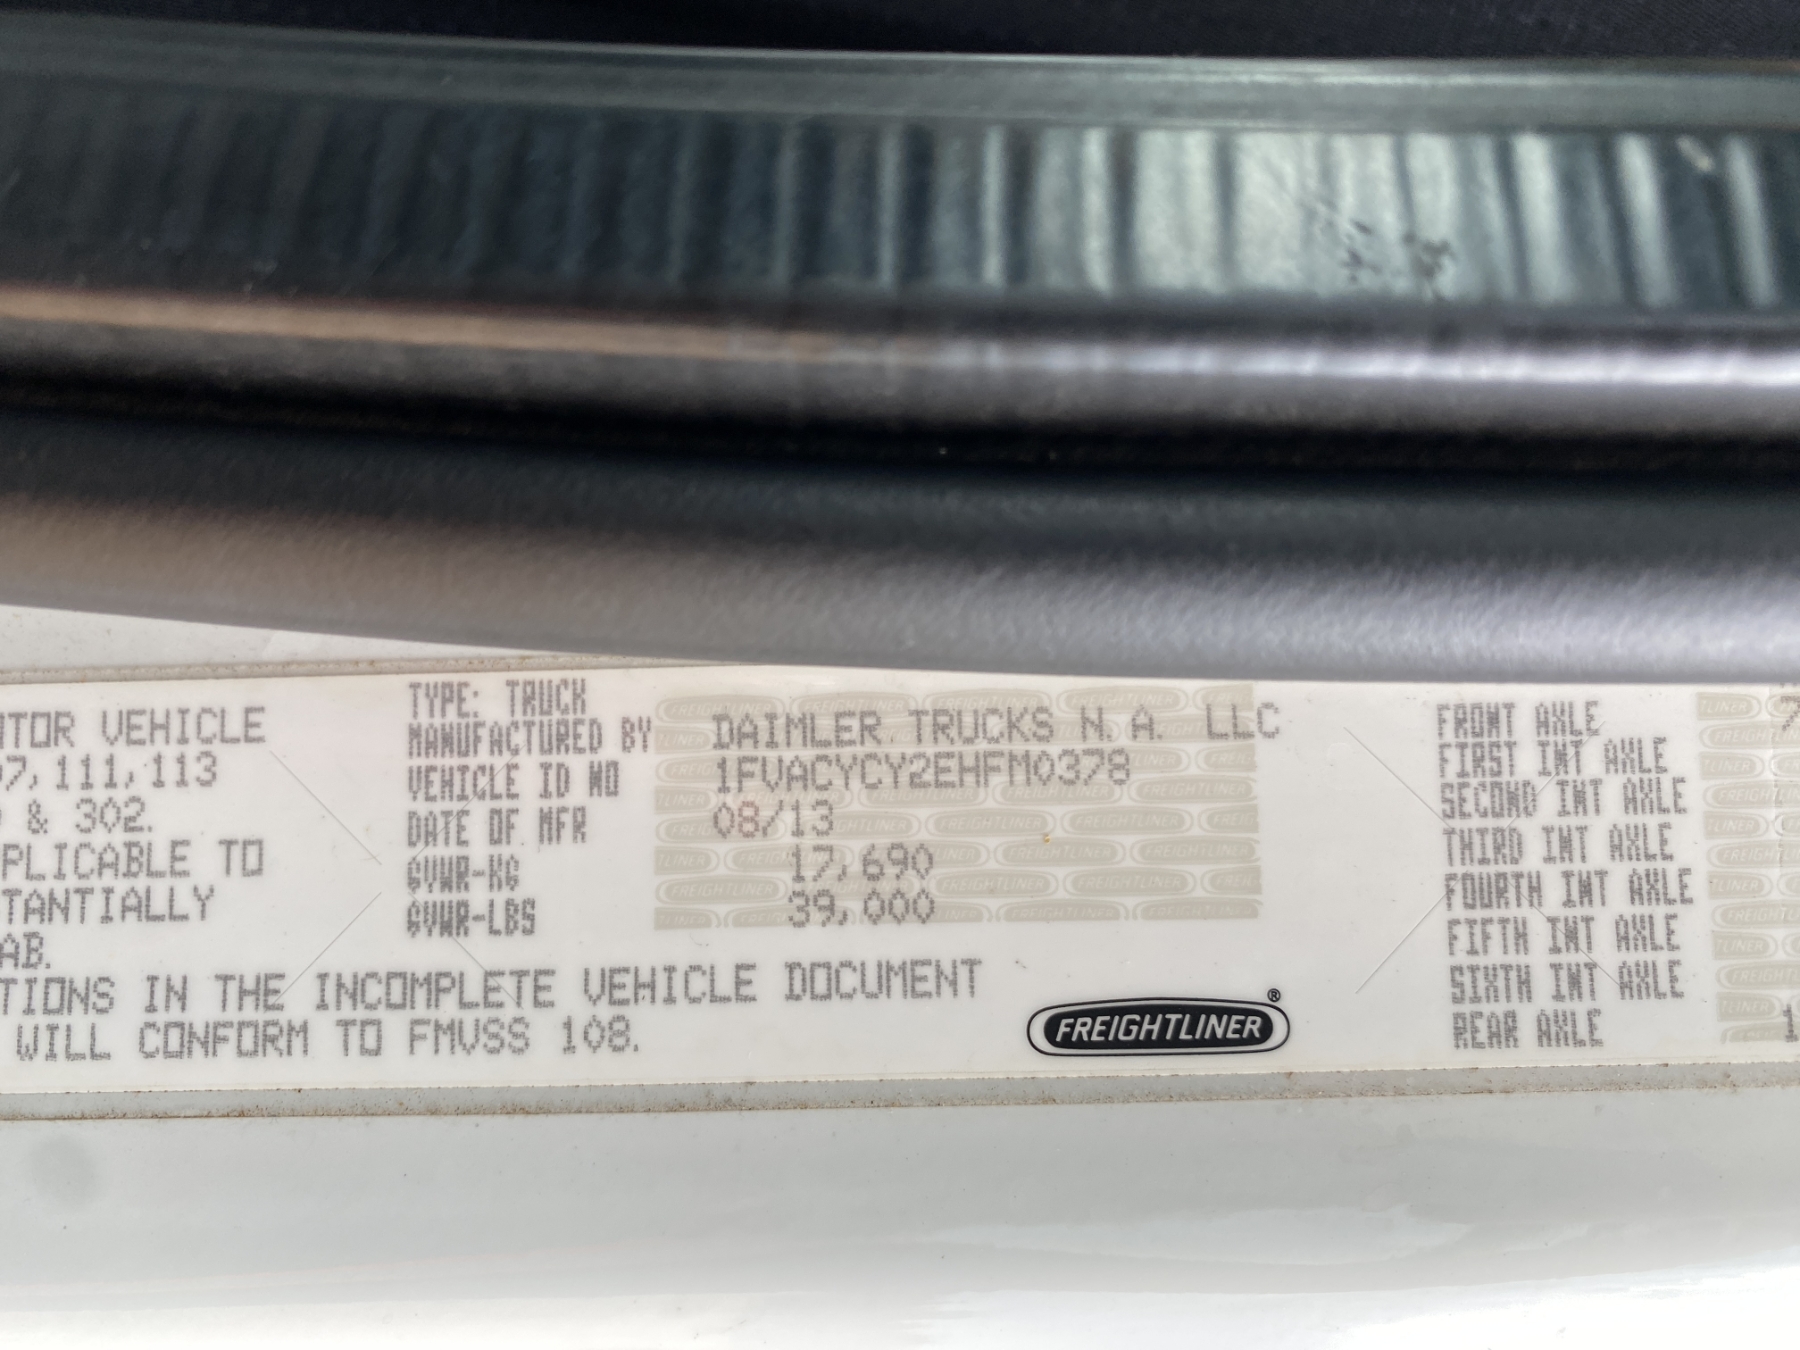 TOR VEHICLE
07,111,113
& 302.
PLICABLE TO
TANTIALLY
AB.
TIONS IN THE INCOMPLETE VEHICLE DOCUMENT
WILL CONFORM TO FMVSS 108.
TYPE: TRUCK
MANUFACTURED BY DAIMLER TRUCKS N.A. LLC
VEHICLE ID NO 1FVACYCY2EHFM0378
DATE OF MFR 08/13
GVWR-KG 17,690
GVWR-LBS 39,000
FREIGHTLINER®
FRONT AXLE 7
FIRST INT AXLE
SECOND INT AXLE
THIRD INT AXLE
FOURTH INT AXLE
FIFTH INT AXLE
SIXTH INT AXLE
REAR AXLE 1